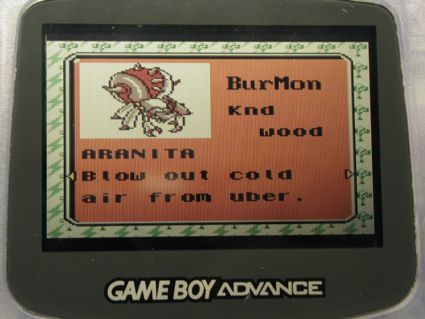 BurMon
Knd
wood
ARANITA
Blow out cold
air from uber.
GAME BOY ADVANCE